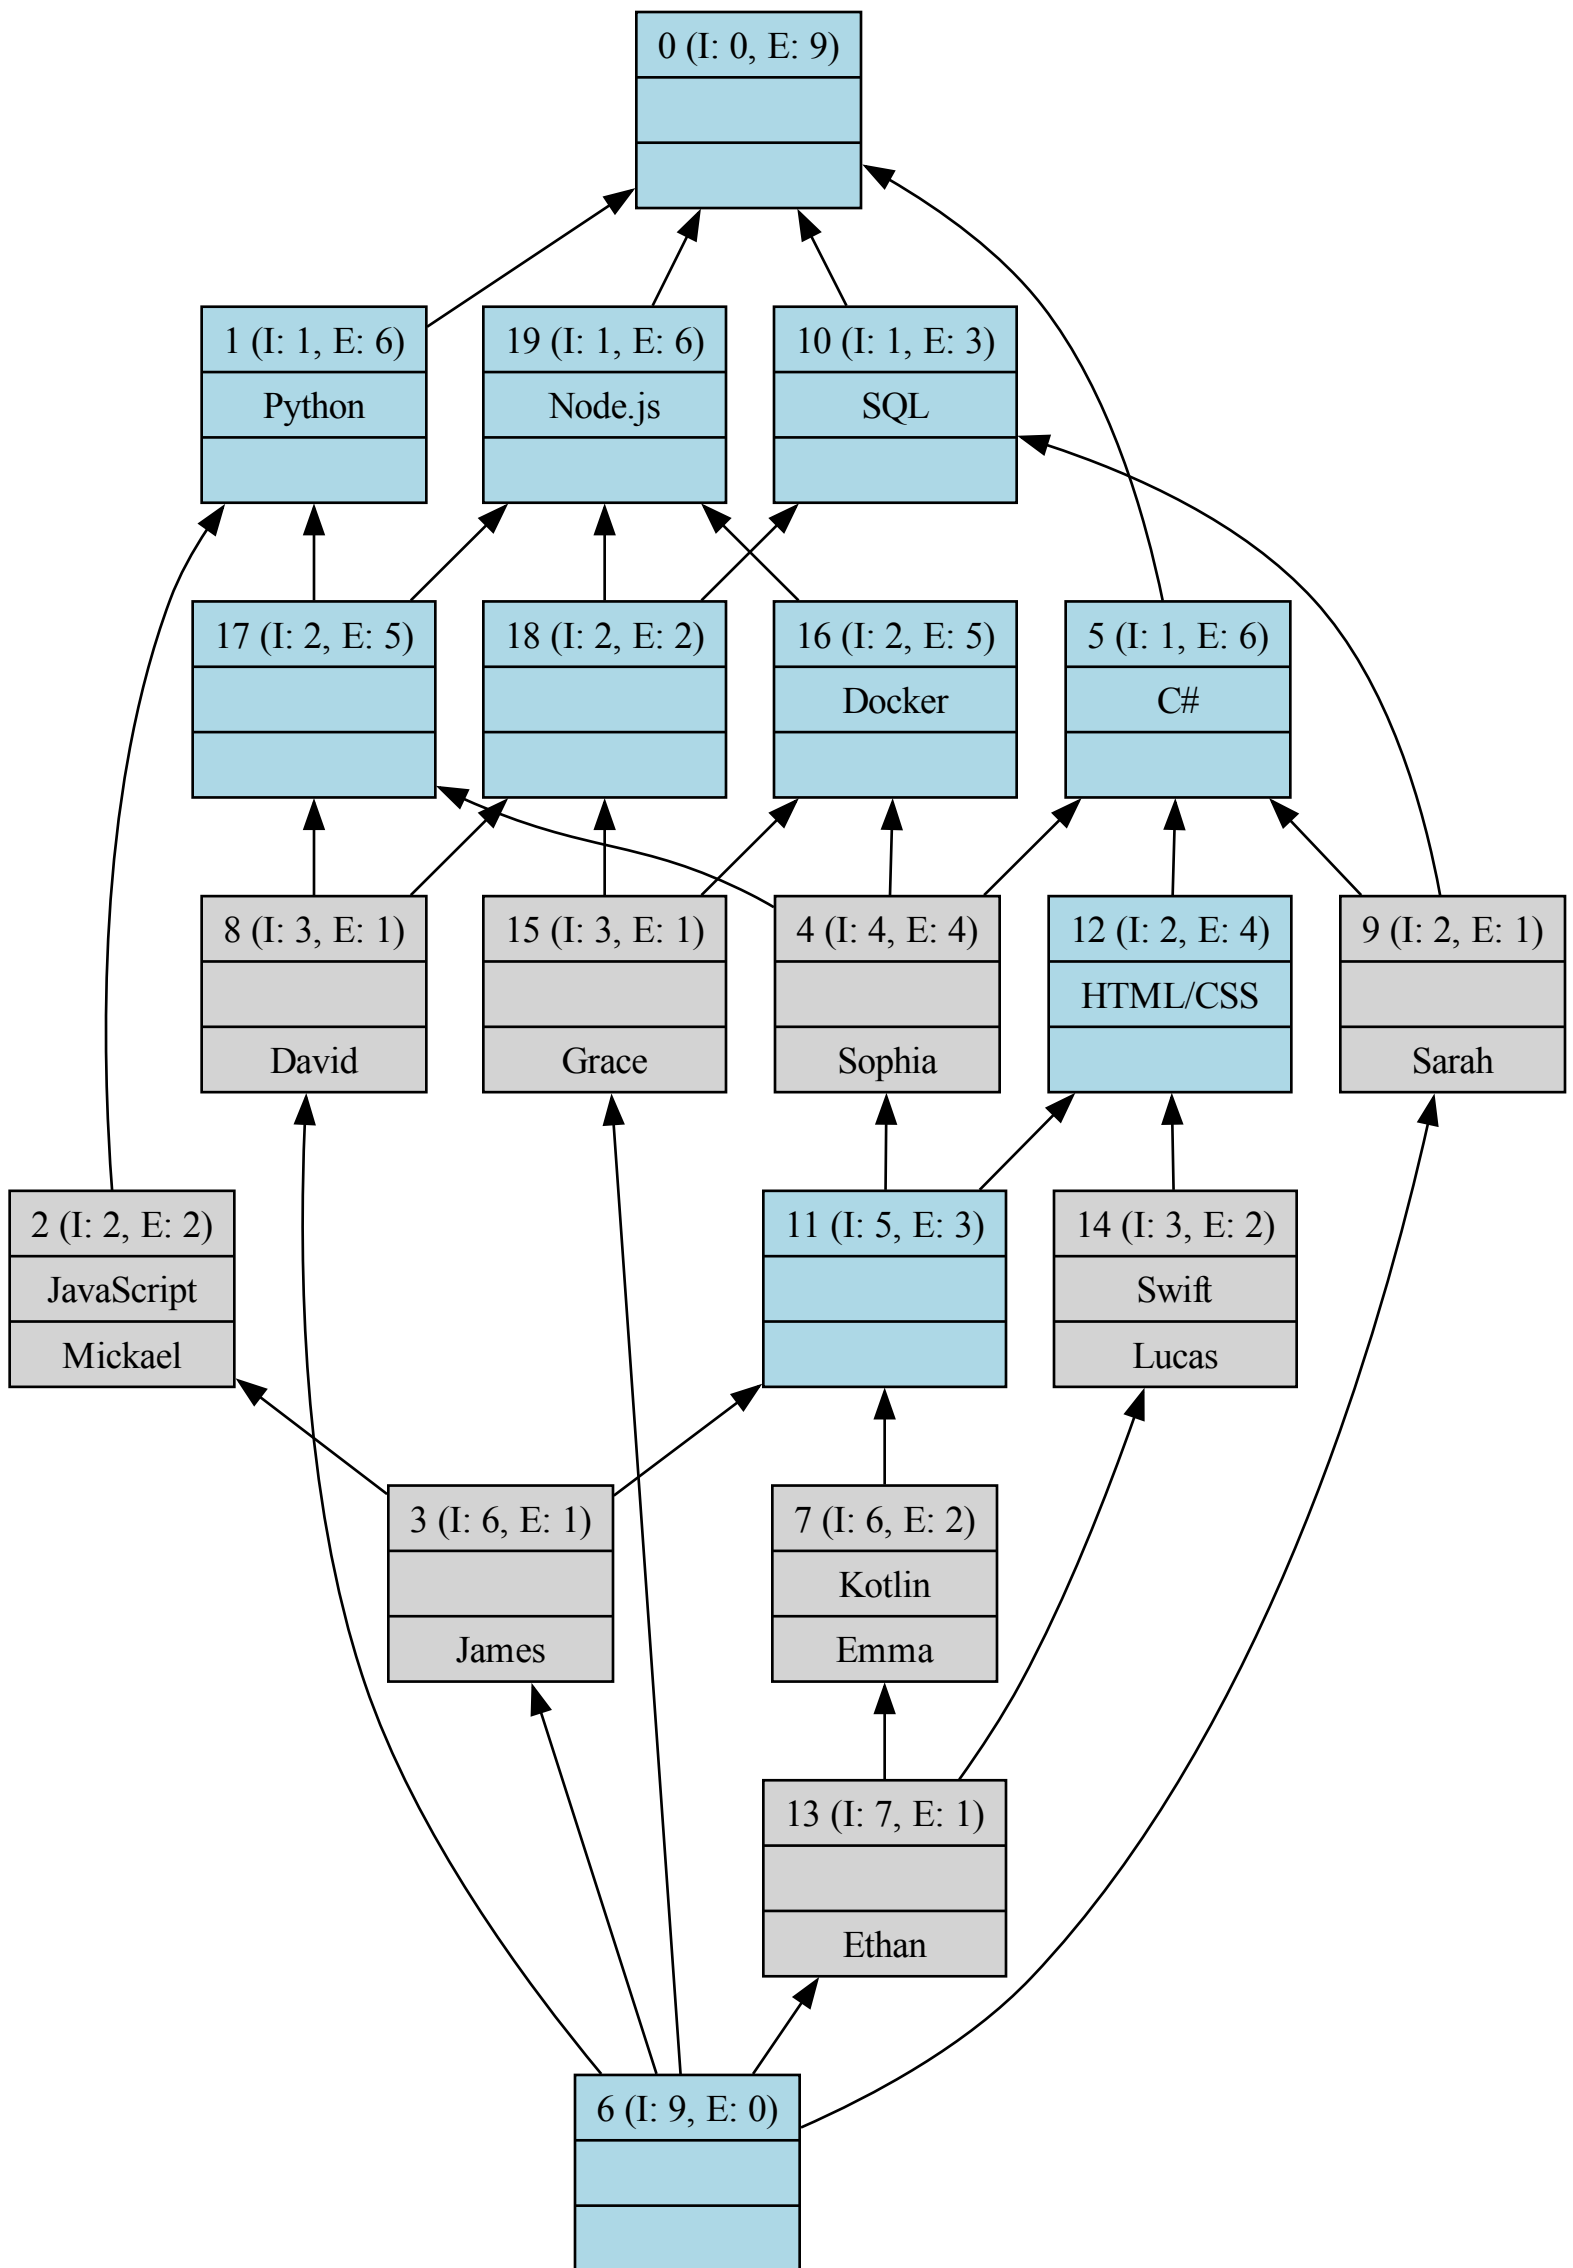 0 (I: 0, E: 9)
1 (I: 1, E: 6)
Python
19 (I: 1, E: 6)
Node.js
10 (I: 1, E: 3)
SQL
17 (I: 2, E: 5)
18 (I: 2, E: 2)
16 (I: 2, E: 5)
Docker
5 (I: 1, E: 6)
C#
8 (I: 3, E: 1)
David
15 (I: 3, E: 1)
Grace
4 (I: 4, E: 4)
Sophia
12 (I: 2, E: 4)
HTML/CSS
9 (I: 2, E: 1)
Sarah
2 (I: 2, E: 2)
JavaScript
Mickael
11 (I: 5, E: 3)
14 (I: 3, E: 2)
Swift
Lucas
3 (I: 6, E: 1)
James
7 (I: 6, E: 2)
Kotlin
Emma
13 (I: 7, E: 1)
Ethan
6 (I: 9, E: 0)